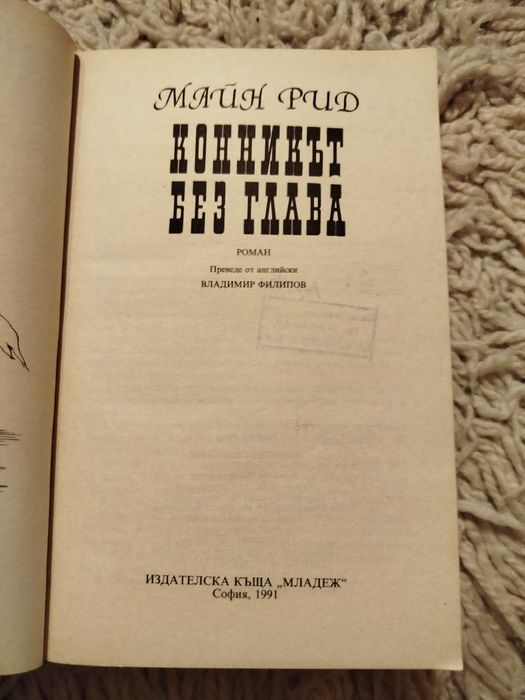 МАЙН РИД
КОННИКЪТ
БЕЗ ГЛАВА
РОМАН
Преведе от английски
ВЛАДИМИР ФИЛИПОВ
ИЗДАТЕЛСКА КЪЩА „МЛАДЕЖ“
София, 1991